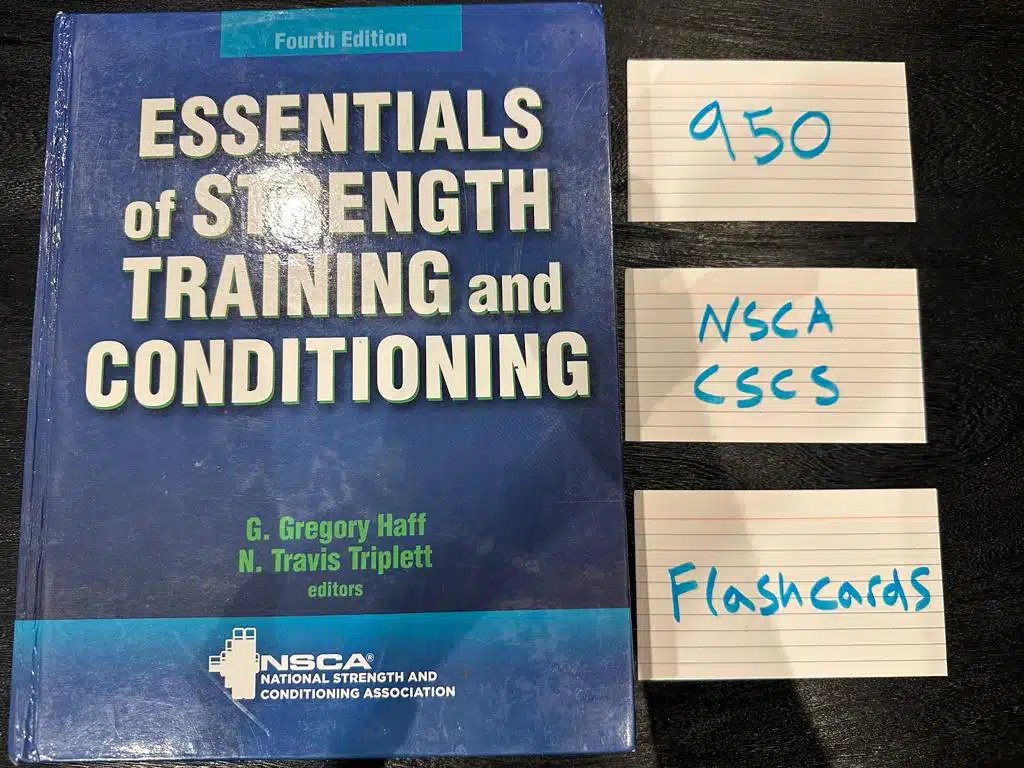 Fourth Edition
ESSENTIALS
of STRENGTH
TRAINING and
CONDITIONING
G. Gregory Haff
N. Travis Triplett
editors
NSCA®
NATIONAL STRENGTH AND
CONDITIONING ASSOCIATION
950
NSCA
CSCS
Flashcards